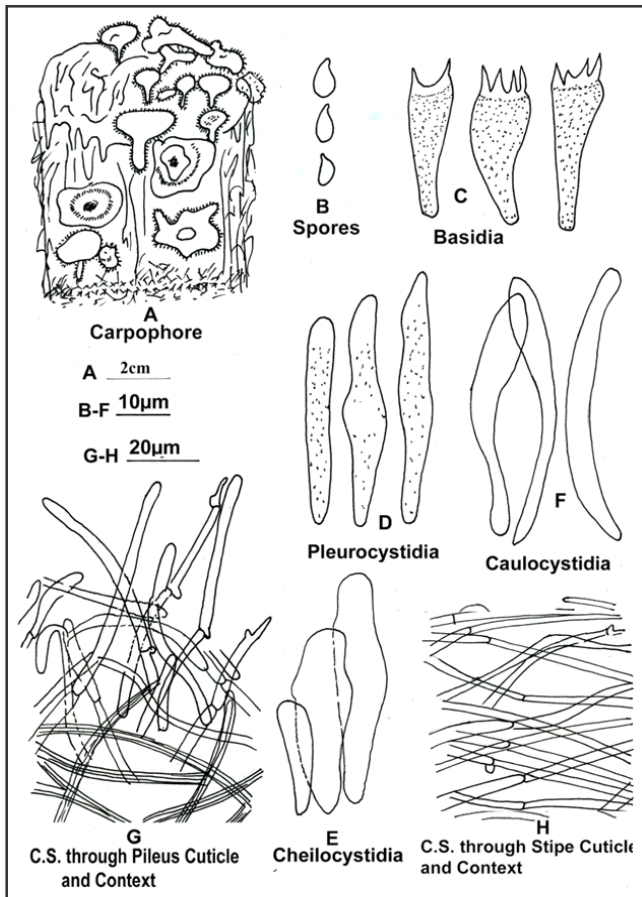 A
Carpophore
B
Spores
C
Basidia
A 2cm
B-F 10µm
G-H 20µm
D
Pleurocystidia
F
Caulocystidia
G
C.S. through Pileus Cuticle
and Context
E
Cheilocystidia
H
C.S. through Stipe Cuticle
and Context